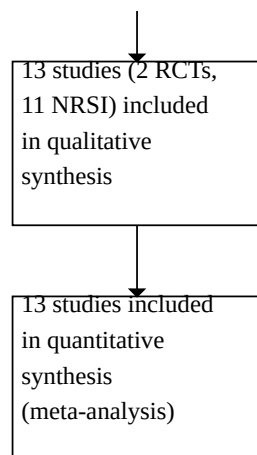 13 studies (2 RCTs,
11 NRSI) included
in qualitative
synthesis
13 studies included
in quantitative
synthesis
(meta-analysis)